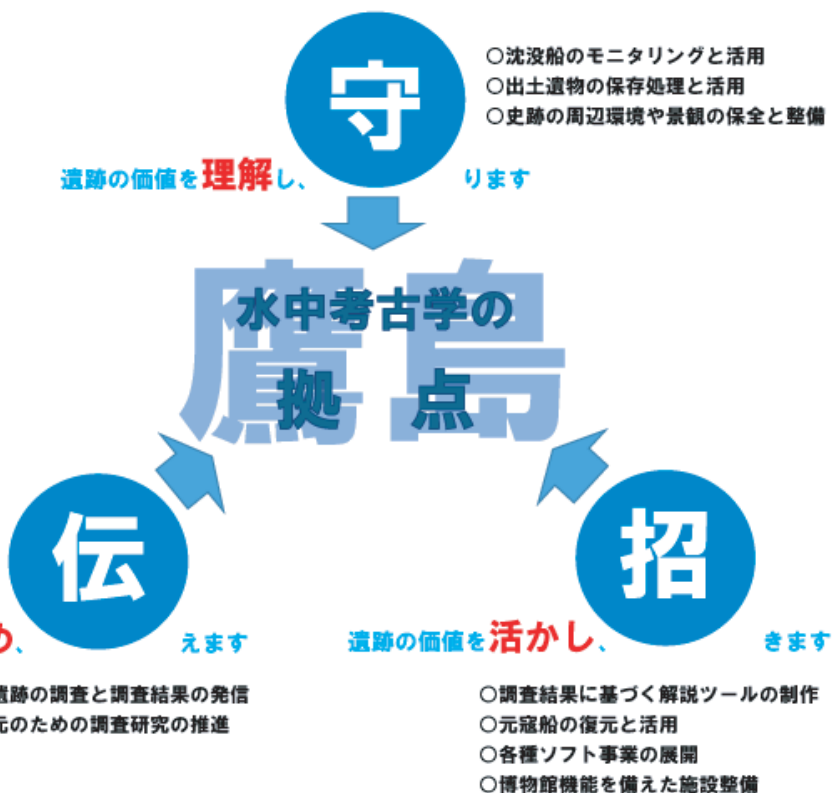 守
○沈没船のモニタリングと活用
○出土遺物の保存処理と活用
○史跡の周辺環境や景観の保全と整備
遺跡の価値を理解し、 ります
鷹島
水中考古学の
拠点
伝
め、 えます
遺跡の調査と調査結果の発信
元のための調査研究の推進
招
遺跡の価値を活かし、 きます
○調査結果に基づく解説ツールの制作
○元寇船の復元と活用
○各種ソフト事業の展開
○博物館機能を備えた施設整備